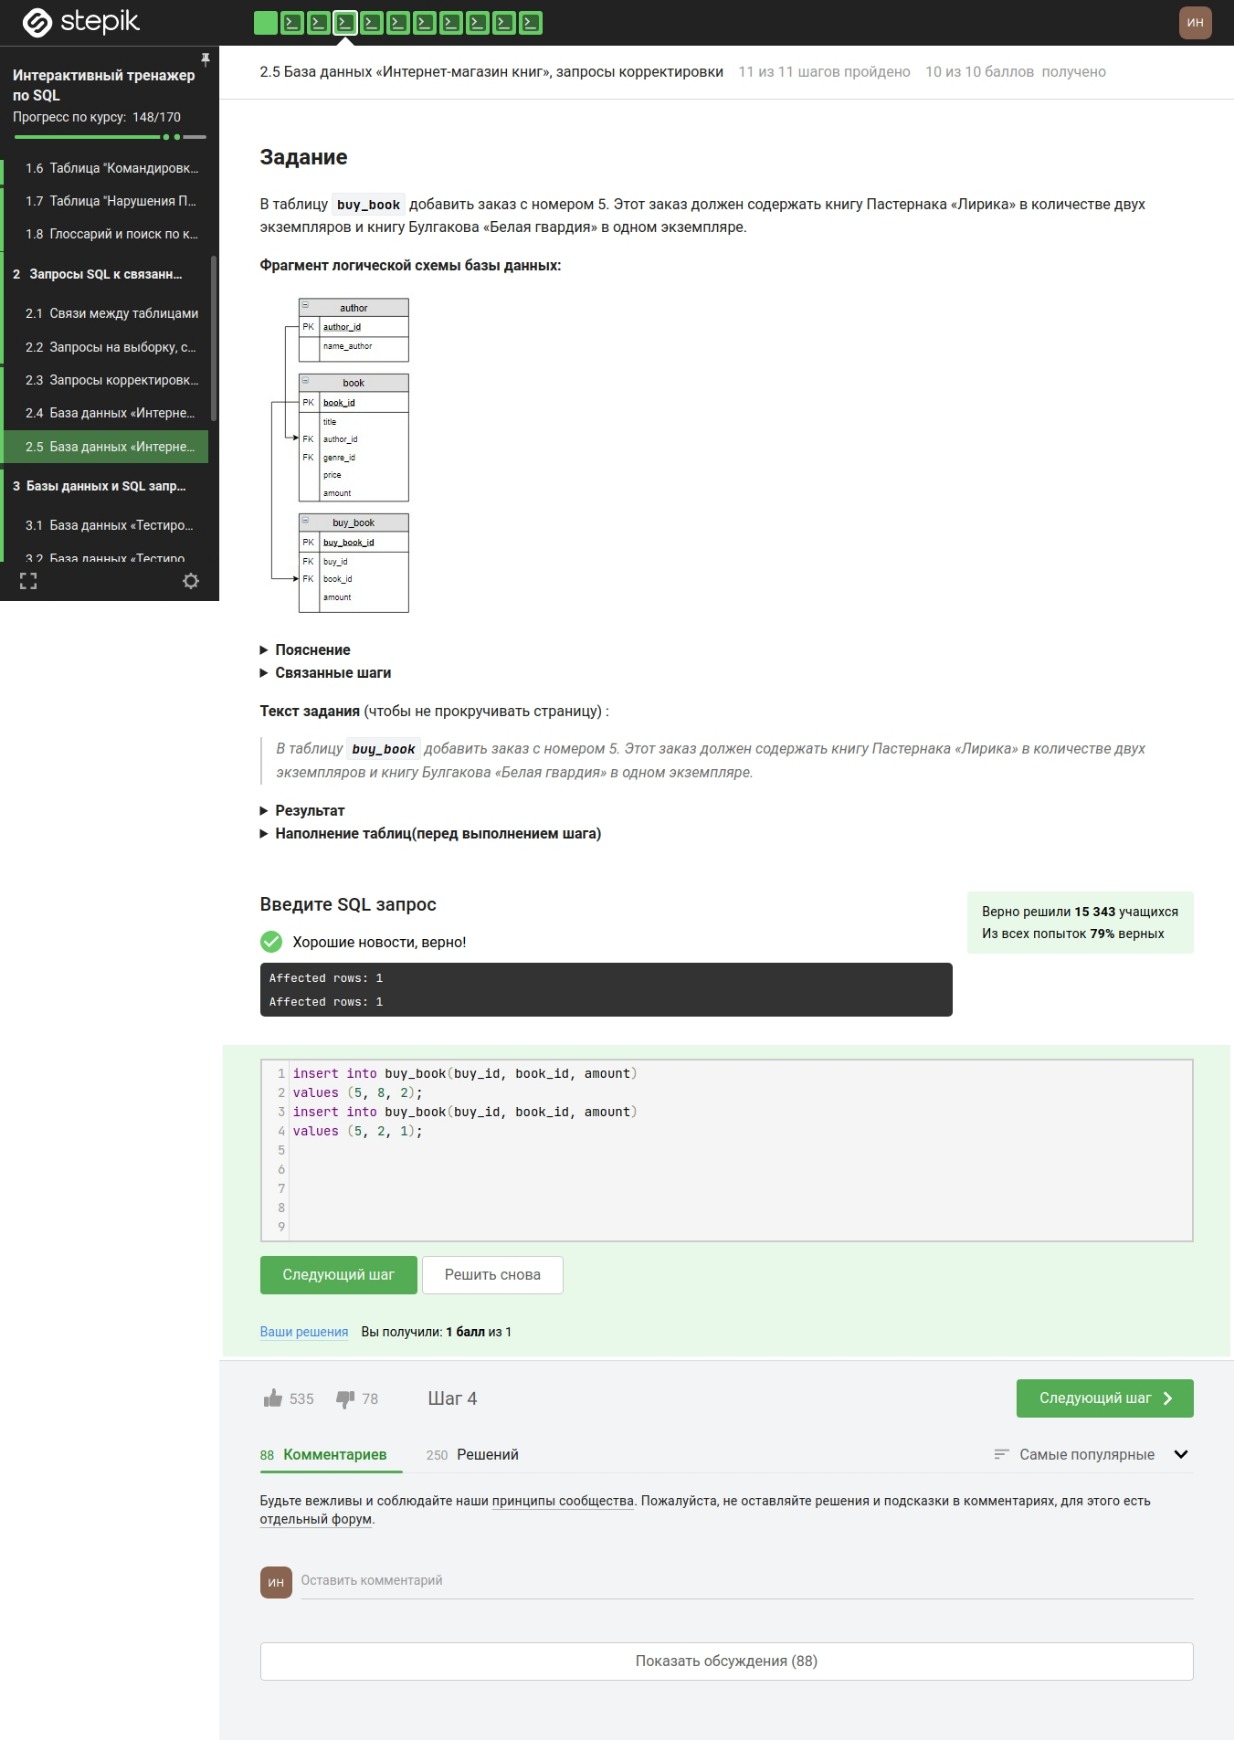 stepik
ИН
Интерактивный тренажер
по SQL
Прогресс по курсу: 148/170
1.6 Таблица "Командировк...
1.7 Таблица "Нарушения П...
1.8 Глоссарий и поиск по к...
2 Запросы SQL к связанн...
2.1 Связи между таблицами
2.2 Запросы на выборку, с...
2.3 Запросы корректировк...
2.4 База данных «Интерне...
2.5 База данных «Интерне...
3 Базы данных и SQL запр...
3.1 База данных «Тестиро...
3.2 База данных «Тестиро
2.5 База данных «Интернет-магазин книг», запросы корректировки 11 из 11 шагов пройдено 10 из 10 баллов получено
Задание
В таблицу buy_book добавить заказ с номером 5. Этот заказ должен содержать книгу Пастернака «Лирика» в количестве двух
экземпляров и книгу Булгакова «Белая гвардия» в одном экземпляре.
Фрагмент логической схемы базы данных:
author
PK author_id
name_author
book
PK book_id
title
FK author_id
FK genre_id
price
amount
buy_book
PK buy_book_id
FK buy_id
FK book_id
amount
Пояснение
Связанные шаги
Текст задания (чтобы не прокручивать страницу) :
В таблицу buy_book добавить заказ с номером 5. Этот заказ должен содержать книгу Пастернака «Лирика» в количестве двух
экземпляров и книгу Булгакова «Белая гвардия» в одном экземпляре.
Результат
Наполнение таблиц(перед выполнением шага)
Введите SQL запрос
Верно решили 15 343 учащихся
Из всех попыток 79% верных
Хорошие новости, верно!
Affected rows: 1
Affected rows: 1
1 insert into buy_book(buy_id, book_id, amount)
2 values (5, 8, 2);
3 insert into buy_book(buy_id, book_id, amount)
4 values (5, 2, 1);
5
6
7
8
9
Следующий шаг Решить снова
Ваши решения Вы получили: 1 балл из 1
535 78 Шаг 4 Следующий шаг
88 Комментариев 250 Решений Самые популярные
Будьте вежливы и соблюдайте наши принципы сообщества. Пожалуйста, не оставляйте решения и подсказки в комментариях, для этого есть
отдельный форум.
ИН Оставить комментарий
Показать обсуждения (88)